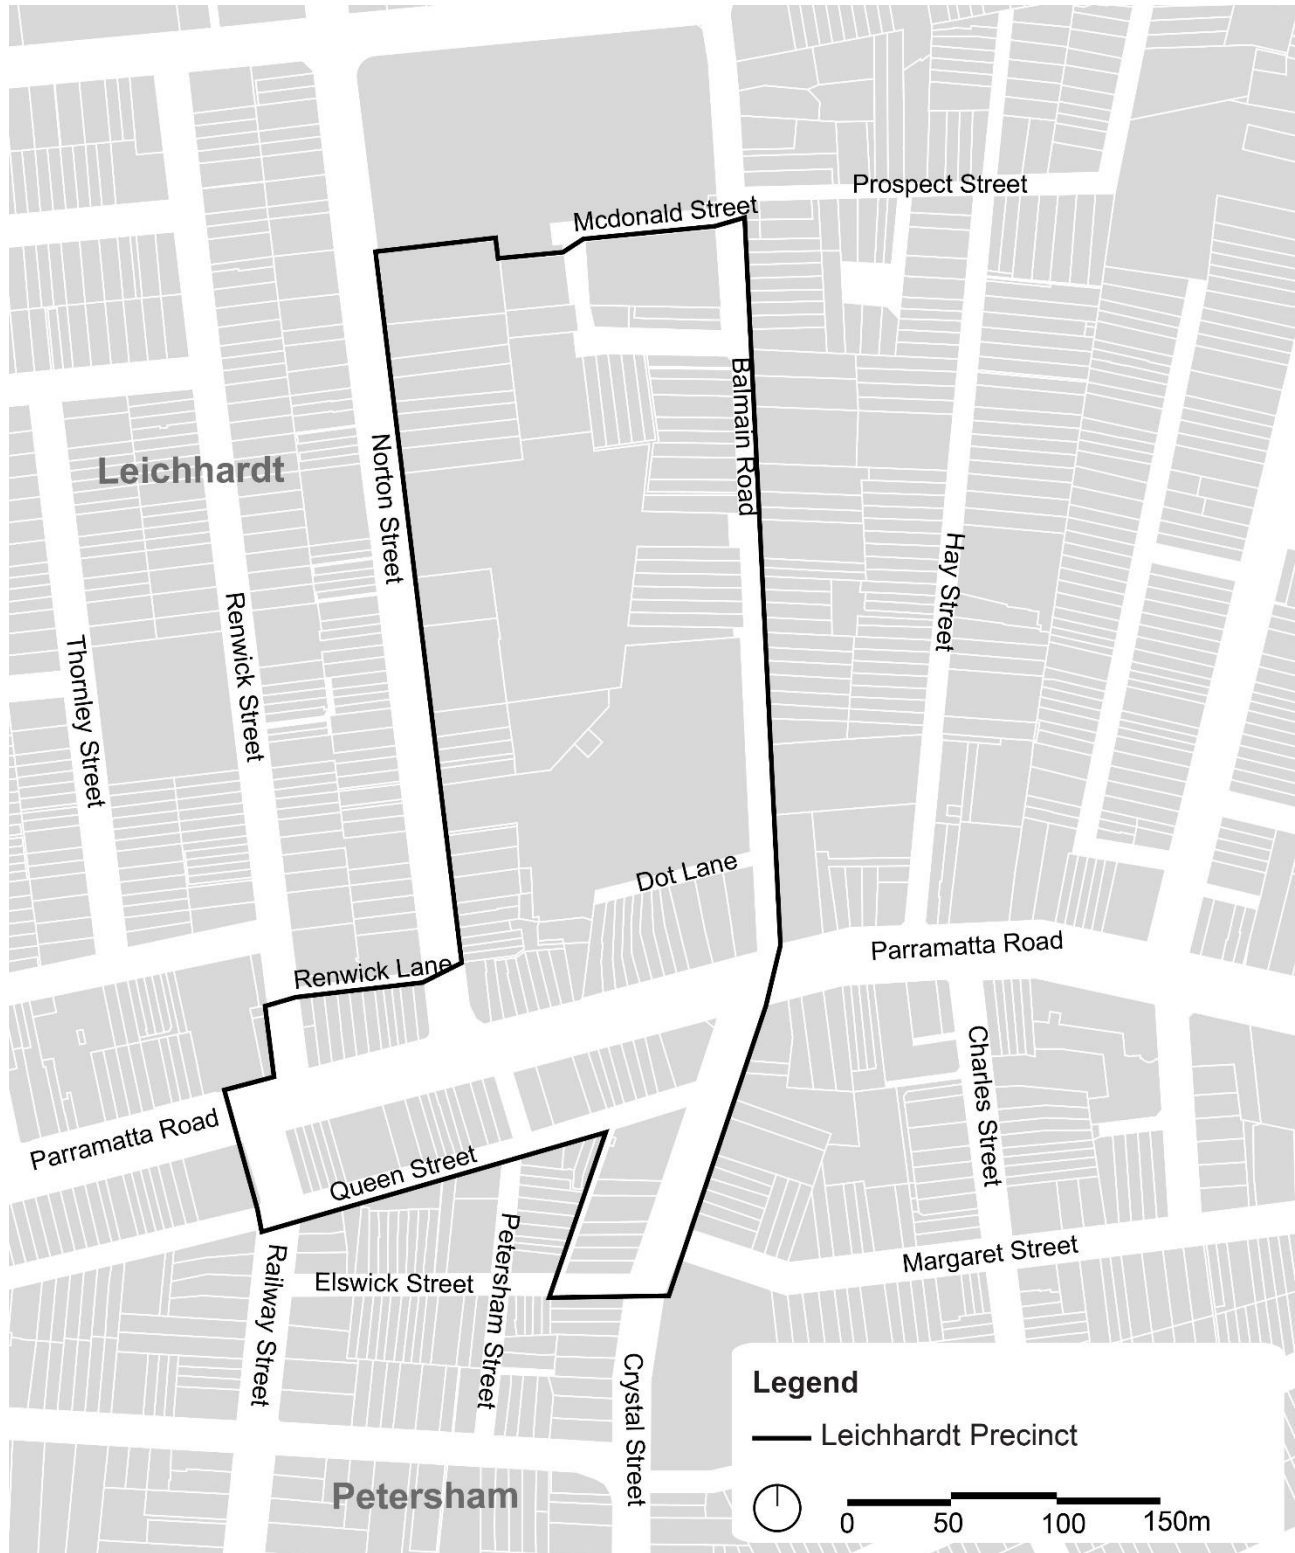 Prospect Street
Mcdonald Street
Balmain Road
Leichhardt
Norton Street
Hay Street
Renwick Street
Thornley Street
Dot Lane
Parramatta Road
Renwick Lane
Charles Street
Parramatta Road
Queen Street
Petersham Street
Margaret Street
Railway Street
Elswick Street
Crystal Street
Petersham
Legend
Leichhardt Precinct
0 50 100 150m